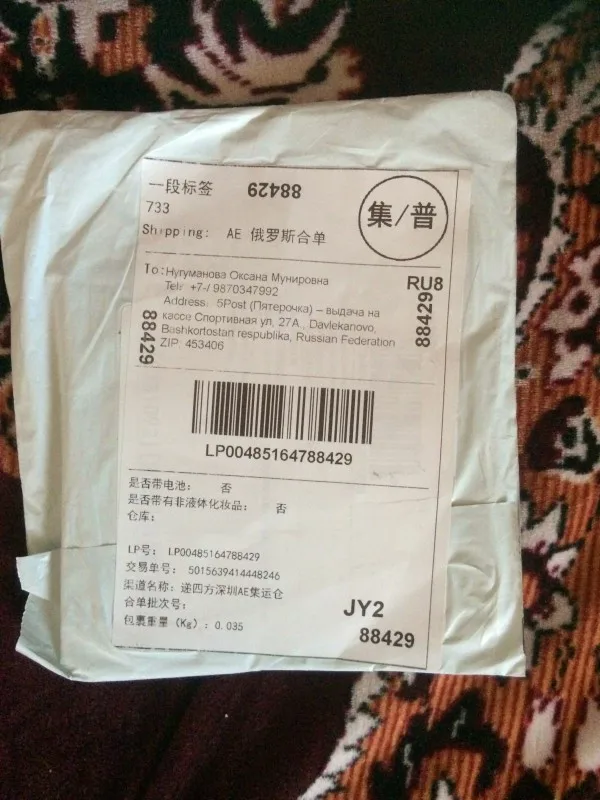 一段标签
88429
733
集/普
Shipping: AE 俄罗斯合单
To:Нугуманова Оксана Мунировна
RU8
Tel: +7-/ 9870347992
Address: 5Post (Пятерочка) – выдача на
кассе Спортивная ул, 27А , Davlekanovo,
Bashkortostan respublika, Russian Federation
ZIP: 453406
88429
88429
LP00485164788429
是否带电池: 否
是否带有非液体化妆品: 否
仓库:
LP号: LP00485164788429
交易单号: 5015639414448246
渠道名称: 递四方深圳AE集运仓
合单批次号:
包裹重量 (Kg) : 0.035
JY2
88429